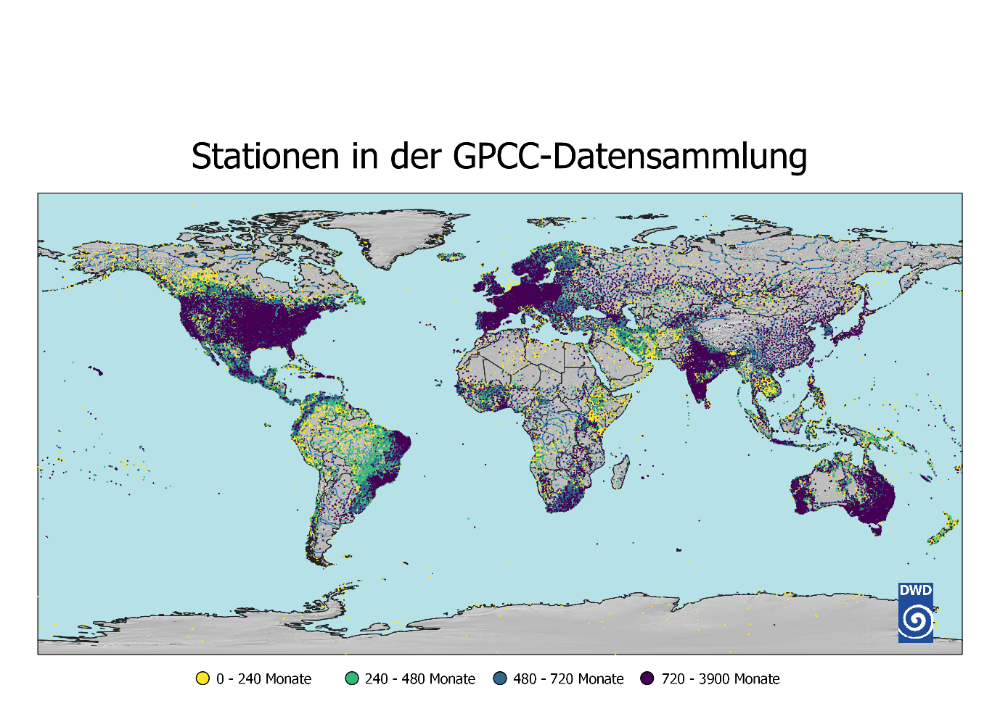 Stationen in der GPCC-Datensammlung
DWD
0 - 240 Monate
240 - 480 Monate
480 - 720 Monate
720 - 3900 Monate